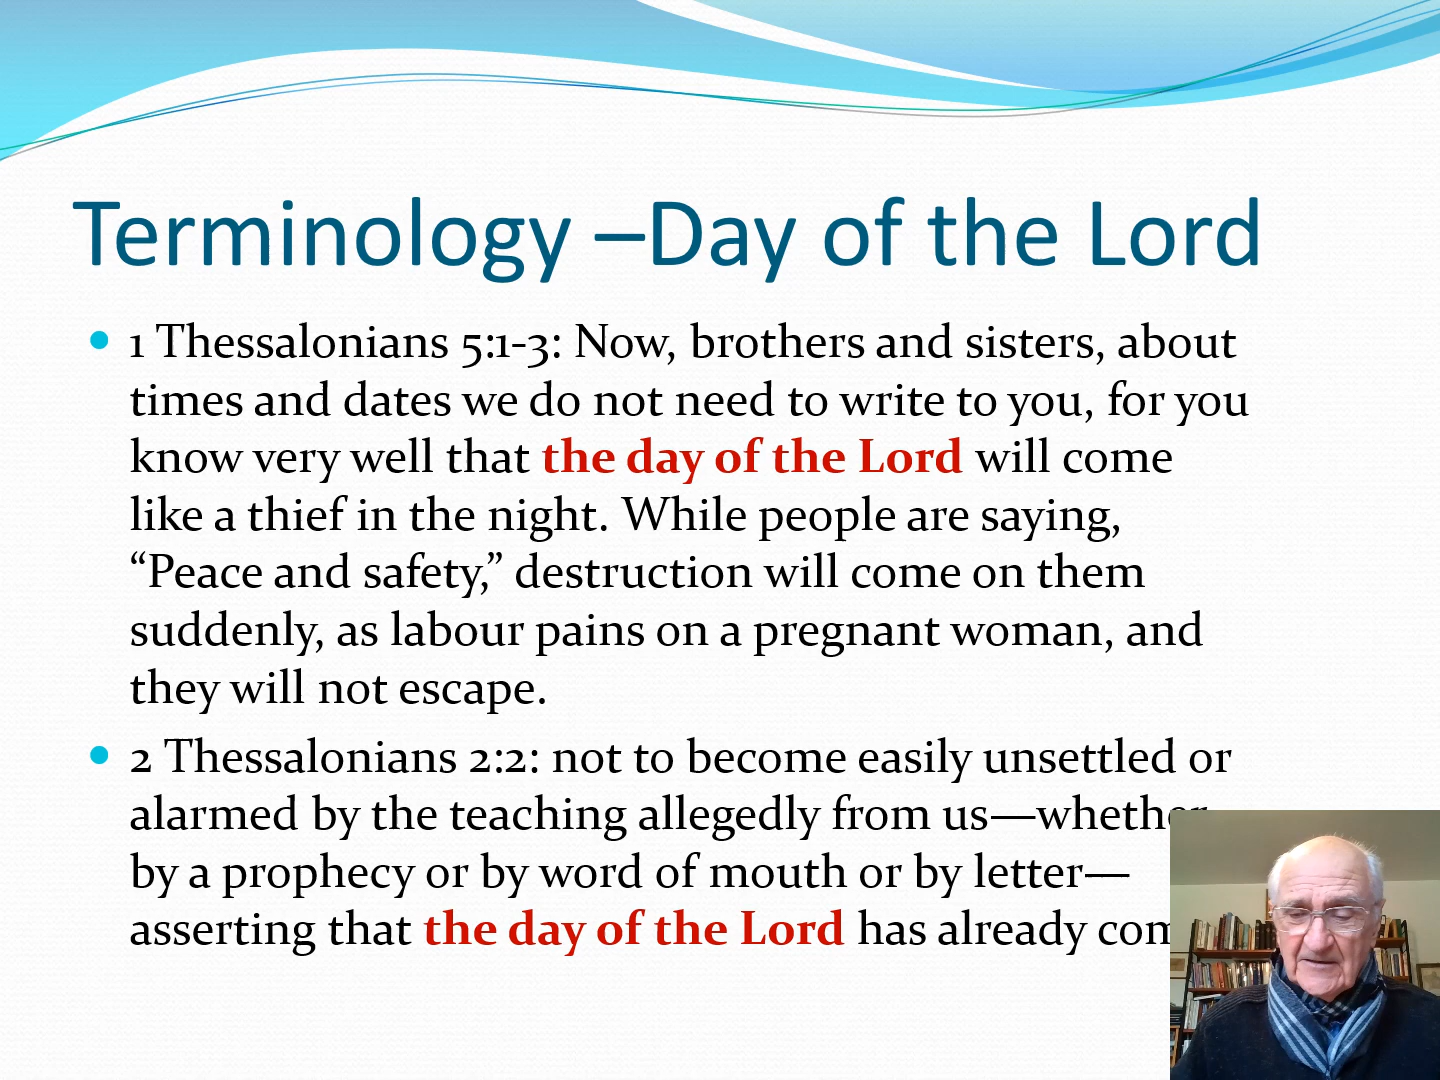 Terminology –Day of the Lord
• 1 Thessalonians 5:1-3: Now, brothers and sisters, about
times and dates we do not need to write to you, for you
know very well that the day of the Lord will come
like a thief in the night. While people are saying,
“Peace and safety,” destruction will come on them
suddenly, as labour pains on a pregnant woman, and
they will not escape.
• 2 Thessalonians 2:2: not to become easily unsettled or
alarmed by the teaching allegedly from us—whether
by a prophecy or by word of mouth or by letter—
asserting that the day of the Lord has already